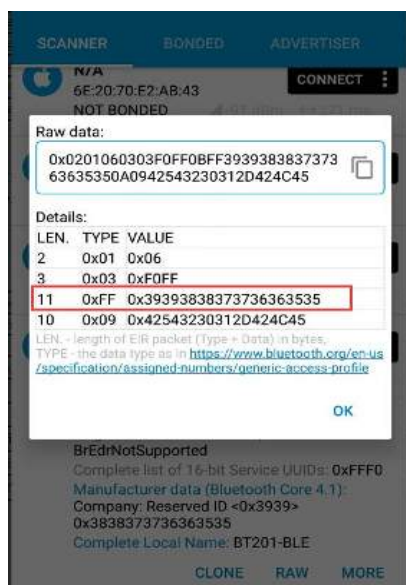 SCANNER BONDED ADVERTISER
N/A
6E:20:70:E2:AB:43
CONNECT
NOT BONDED
Raw data:
0x0201060303F0FF0BFF3939383837373
63635350A0942543230312D424C45
Details:
LEN. TYPE VALUE
2 0x01 0x06
3 0x03 0xF0FF
11 0xFF 0x39393838373736363535
10 0x09 0x42543230312D424C45
LEN. - length of EIR packet (Type + Data) in bytes,
TYPE - the data type as in https://www.bluetooth.org/en-us
/specification/assigned-numbers/generic-access-profile
OK
BrEdrNotSupported
Complete list of 16-bit Service UUIDs: 0xFFF0
Manufacturer data (Bluetooth Core 4.1):
Company: Reserved ID <0x3939>
0x3838373736363535
Complete Local Name: BT201-BLE
CLONE RAW MORE